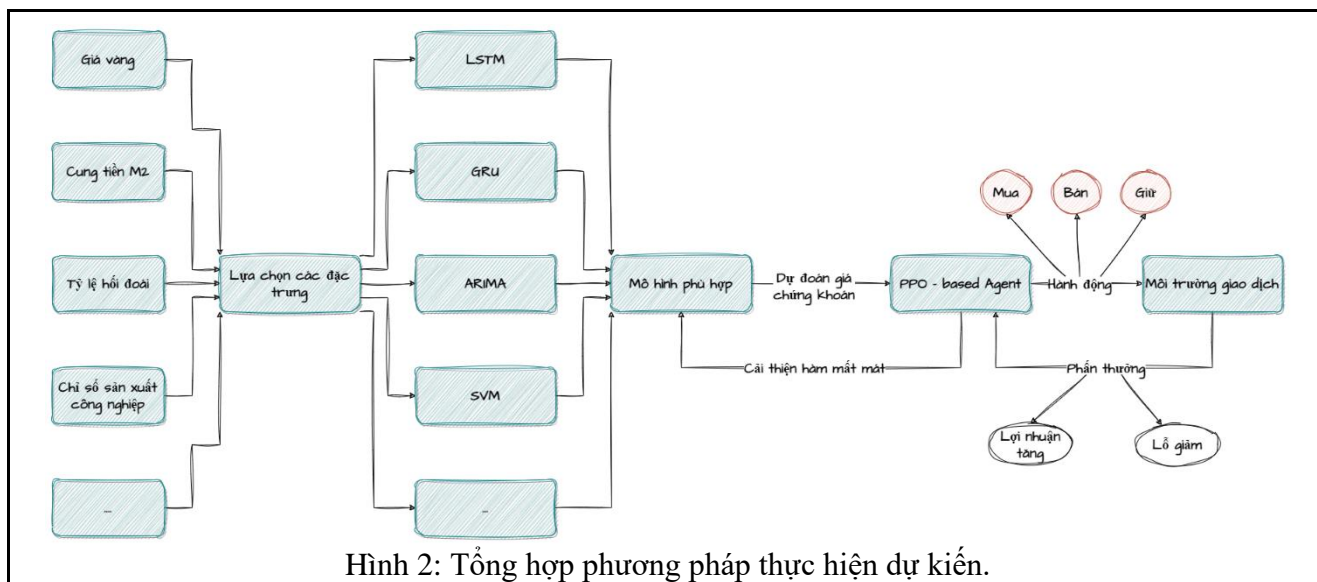 Giá vàng
Cung tiền M2
Tỷ lệ hối đoái
Chỉ số sản xuất
công nghiệp
...
Lựa chọn các đặc
trưng
LSTM
GRU
ARIMA
SVM
...
Mô hình phù hợp
Dự đoán giá
chứng khoán
PPO - based Agent
Mua
Bán
Giữ
Hành động
Môi trường giao dịch
Cải thiện hàm mất mát
Phần thưởng
Lợi nhuận
tăng
Lỗ giảm
Hình 2: Tổng hợp phương pháp thực hiện dự kiến.